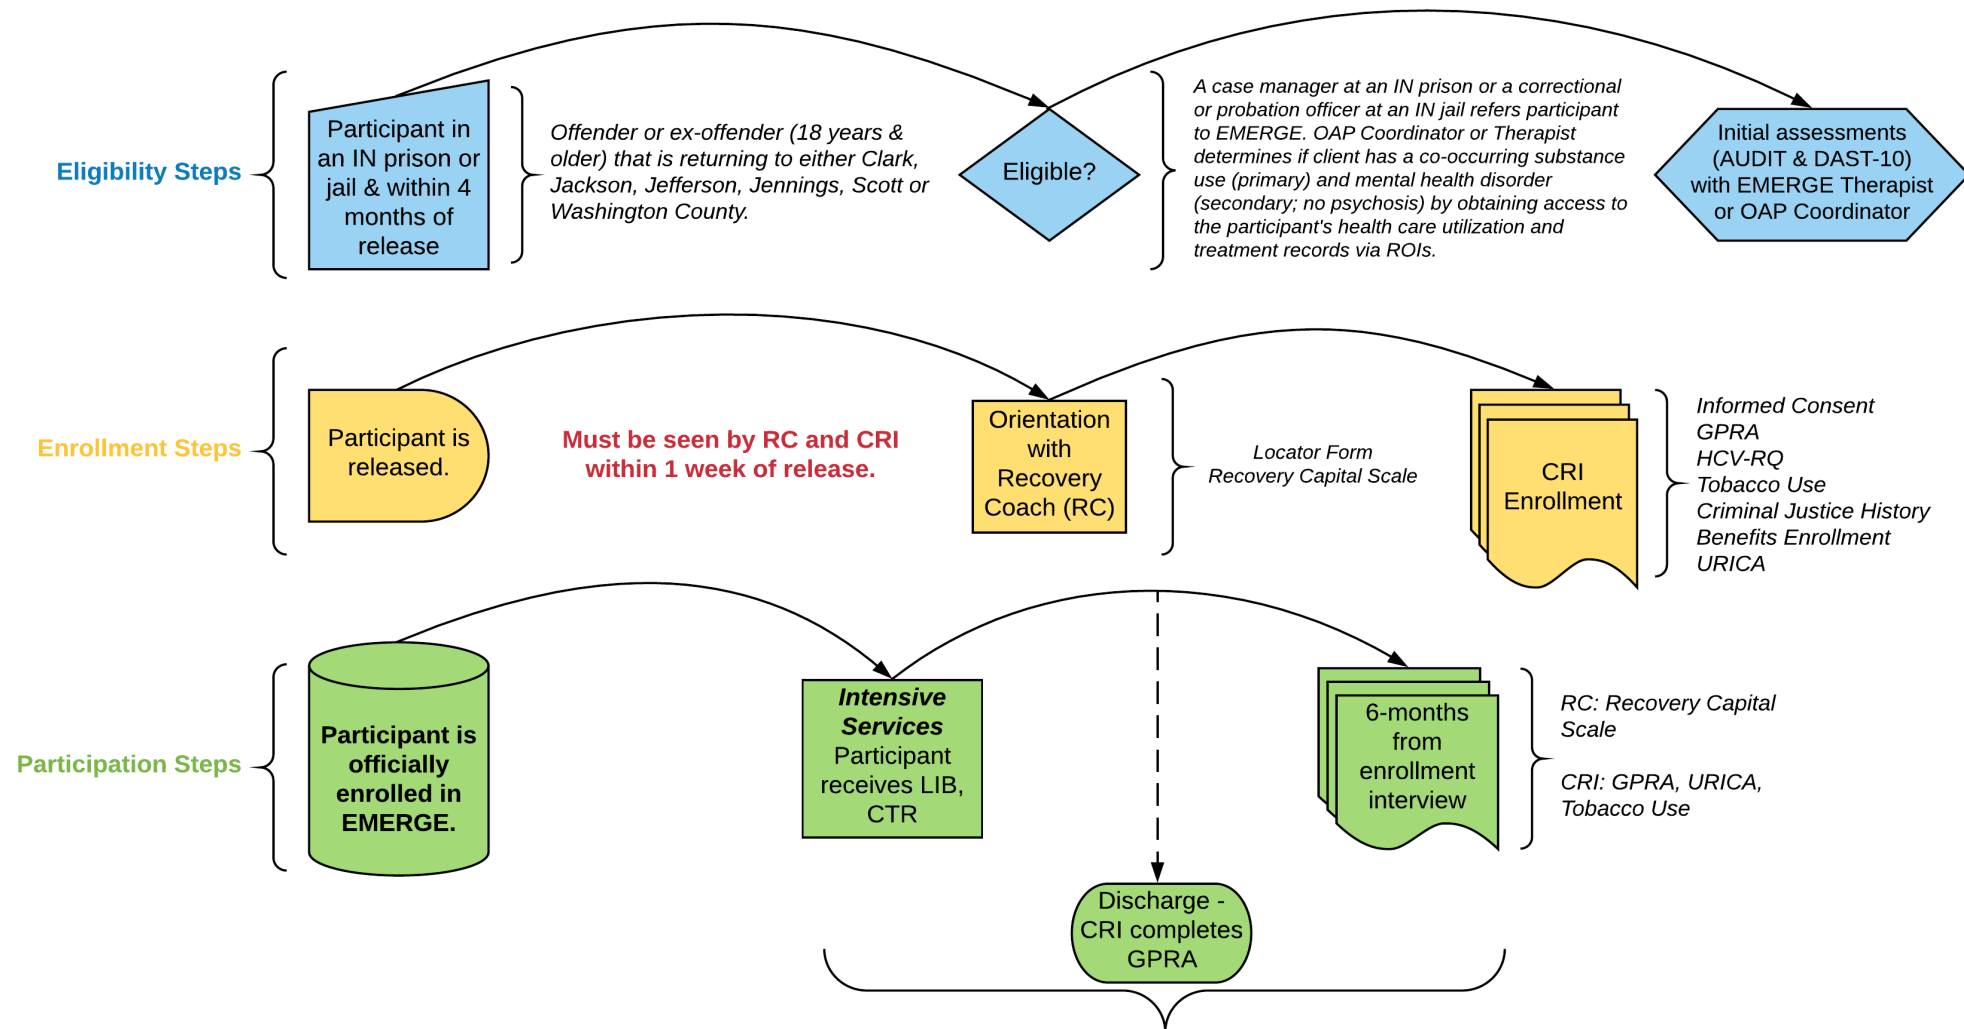 Eligibility Steps
Participant in
an IN prison or
jail & within 4
months of
release
Offender or ex-offender (18 years &
older) that is returning to either Clark,
Jackson, Jefferson, Jennings, Scott or
Washington County.
Eligible?
A case manager at an IN prison or a correctional
or probation officer at an IN jail refers participant
to EMERGE. OAP Coordinator or Therapist
determines if client has a co-occurring substance
use (primary) and mental health disorder
(secondary; no psychosis) by obtaining access to
the participant's health care utilization and
treatment records via ROIs.
Initial assessments
(AUDIT & DAST-10)
with EMERGE Therapist
or OAP Coordinator
Enrollment Steps
Participant is
released.
Must be seen by RC and CRI
within 1 week of release.
Orientation
with
Recovery
Coach (RC)
Locator Form
Recovery Capital Scale
CRI
Enrollment
Informed Consent
GPRA
HCV-RQ
Tobacco Use
Criminal Justice History
Benefits Enrollment
URICA
Participation Steps
Participant is
officially
enrolled in
EMERGE.
Intensive
Services
Participant
receives LIB,
CTR
6-months
from
enrollment
interview
RC: Recovery Capital
Scale
CRI: GPRA, URICA,
Tobacco Use
Discharge -
CRI completes
GPRA